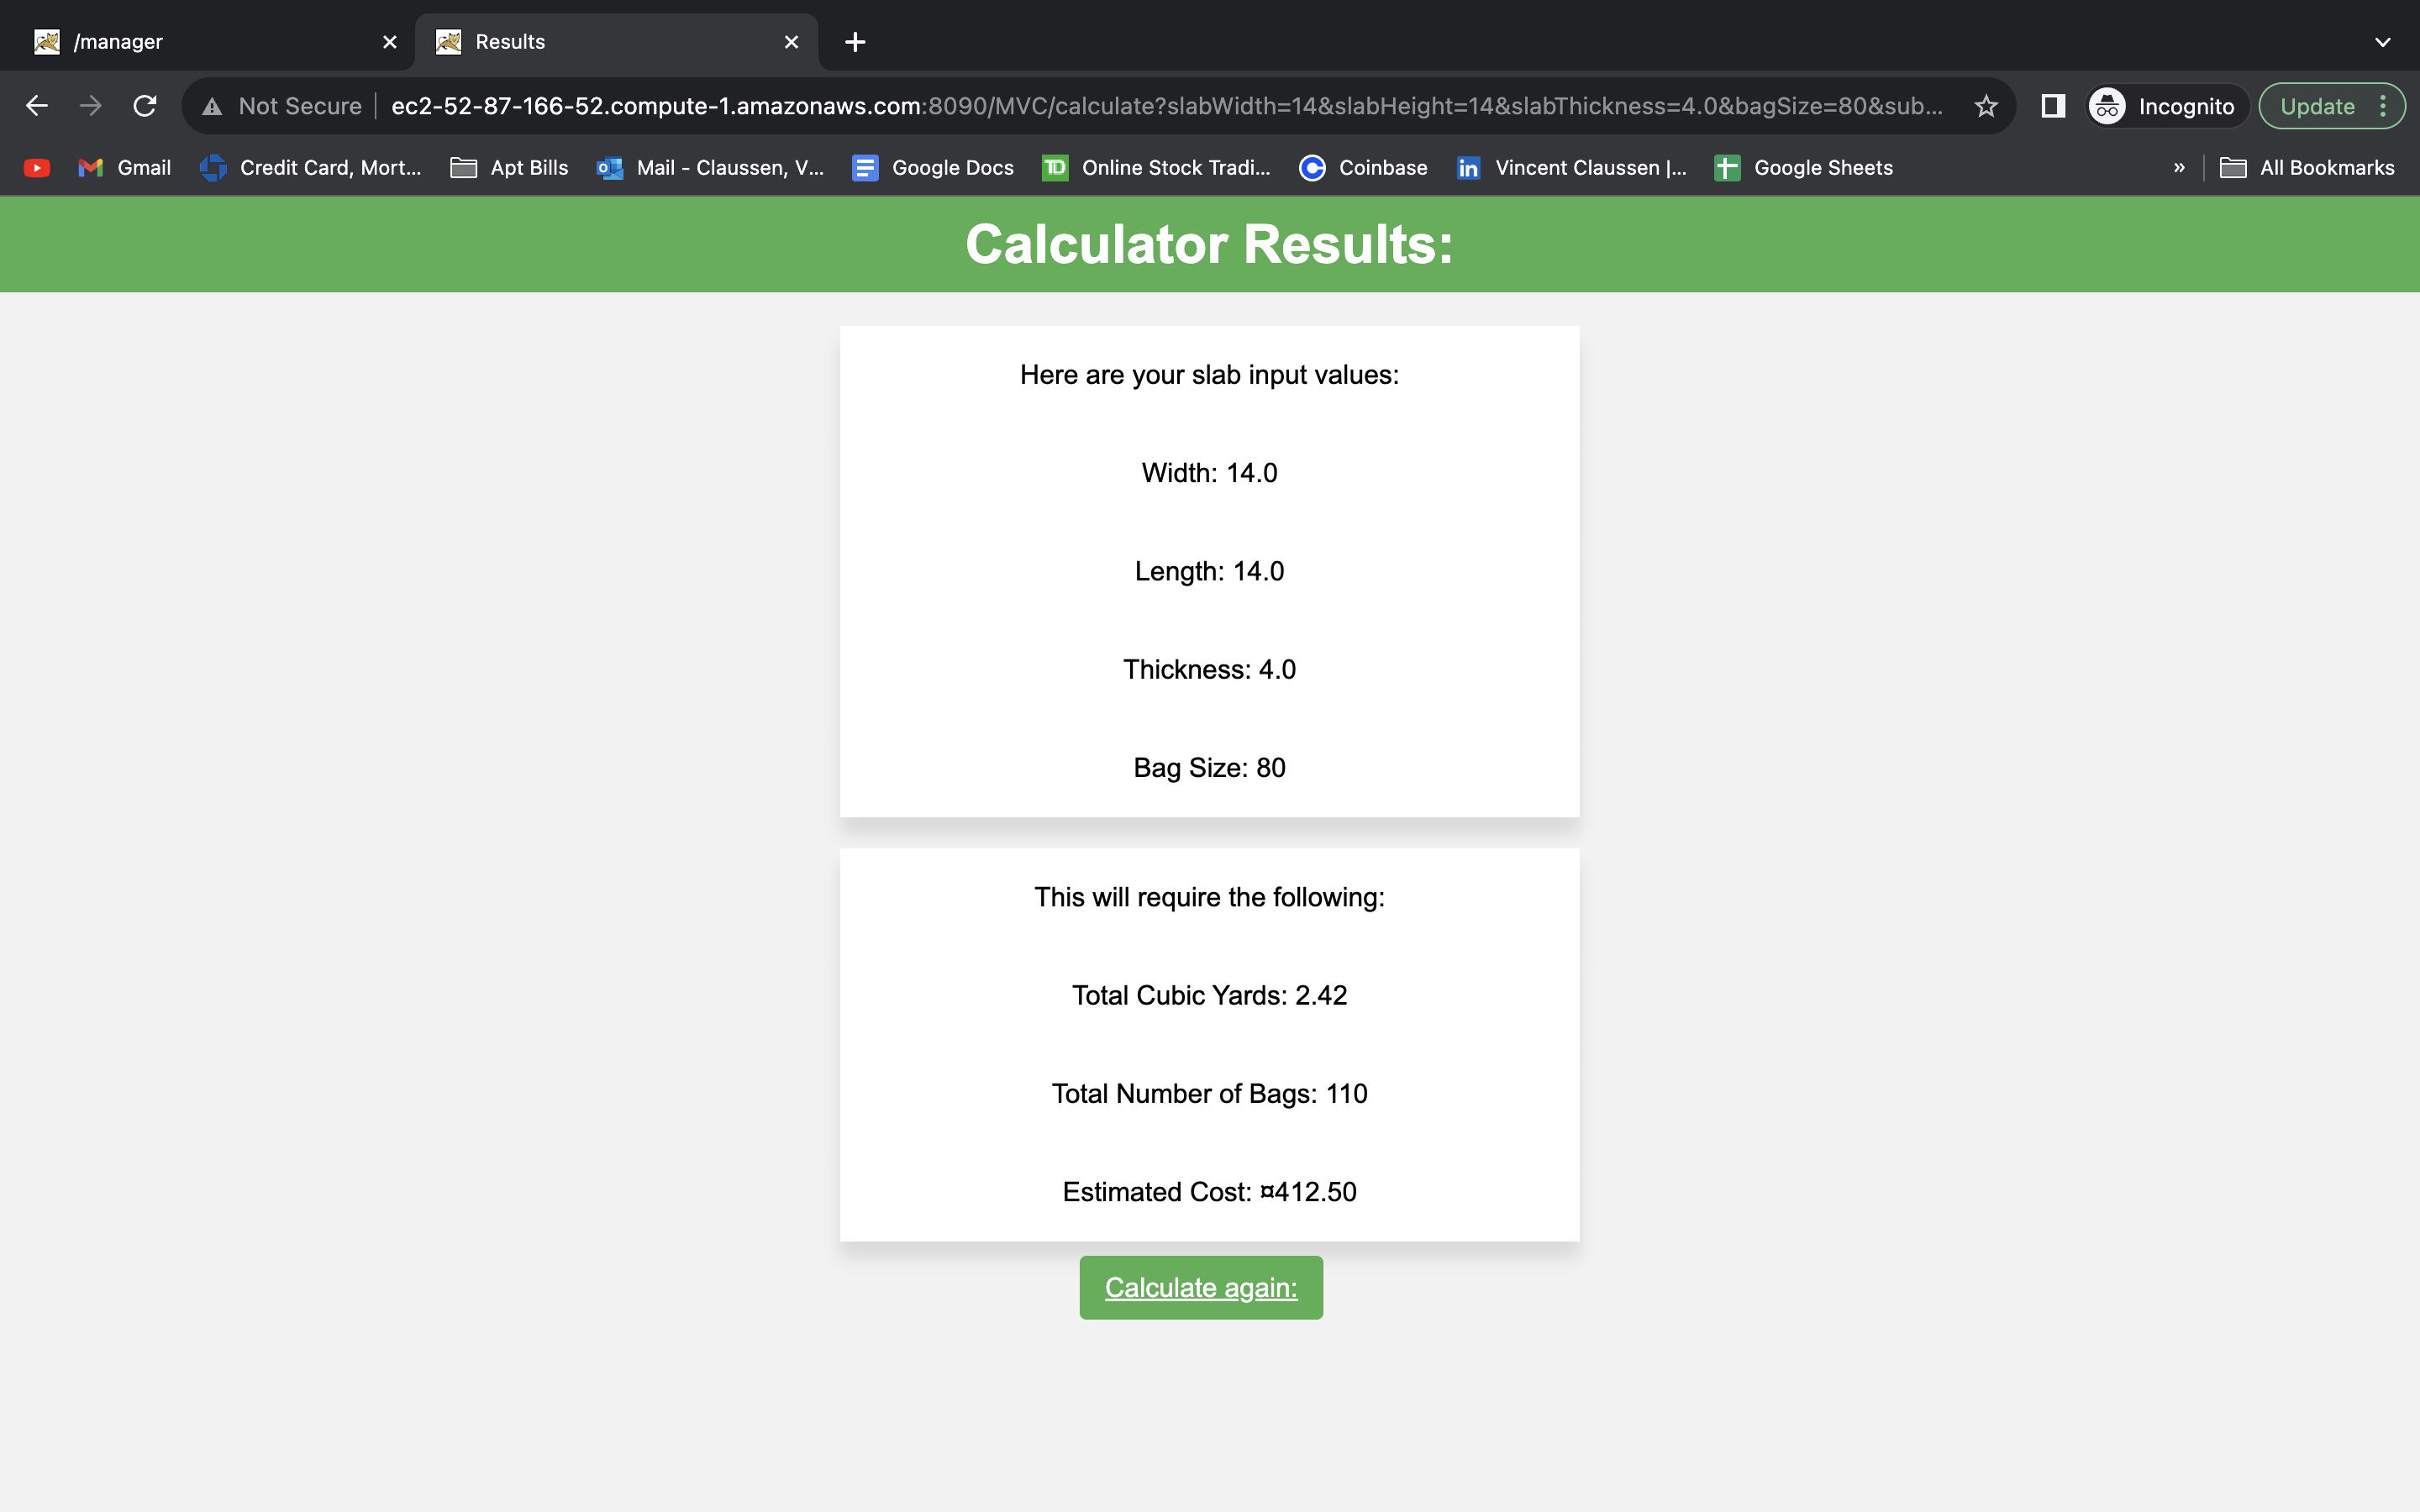 /manager
Results
Not Secure
ec2-52-87-166-52.compute-1.amazonaws.com:8090/MVC/calculate?slabWidth=14&slabHeight=14&slabThickness=4.0&bagSize=80&sub...
Incognito
Update
Gmail
Credit Card, Mort...
Apt Bills
Mail - Claussen, V...
Google Docs
Online Stock Tradi...
Coinbase
Vincent Claussen |...
Google Sheets
»
All Bookmarks
Calculator Results:
Here are your slab input values:
Width: 14.0
Length: 14.0
Thickness: 4.0
Bag Size: 80
This will require the following:
Total Cubic Yards: 2.42
Total Number of Bags: 110
Estimated Cost: ¤412.50
Calculate again: